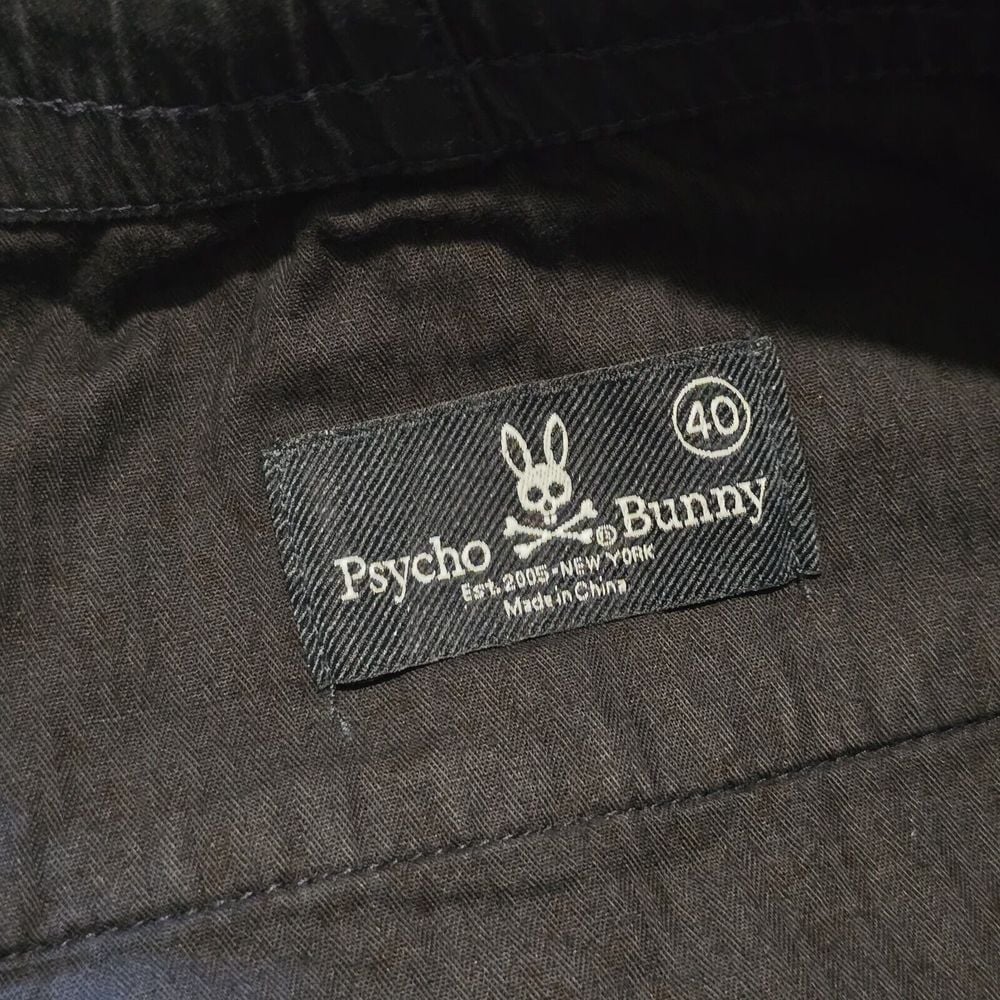 40
Psycho ® Bunny
Est. 2005 - NEW YORK
Made in China